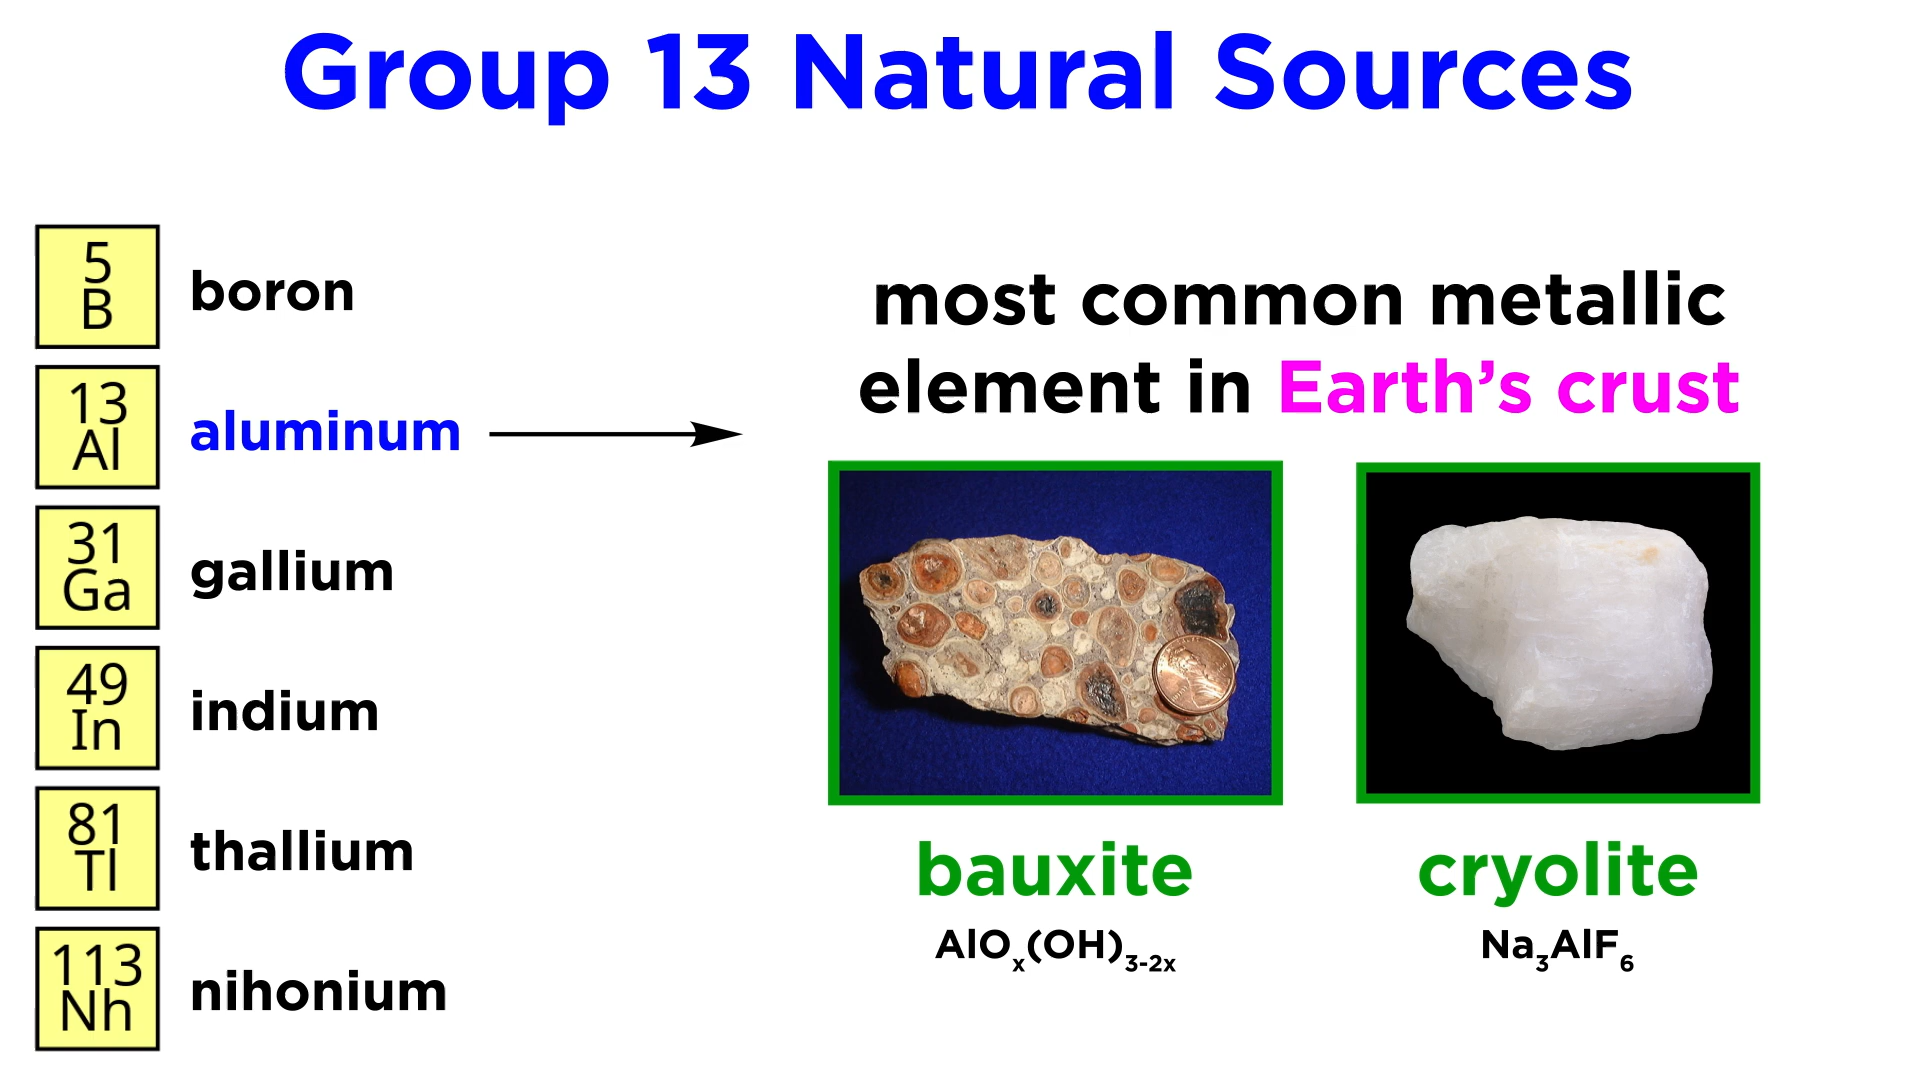 Group 13 Natural Sources
5
B
boron
13
Al
aluminum
31
Ga
gallium
49
In
indium
81
Tl
thallium
113
Nh
nihonium
most common metallic
element in Earth's crust
bauxite
AlOₓ(OH)₃₋₂ₓ
cryolite
Na₃AlF₆